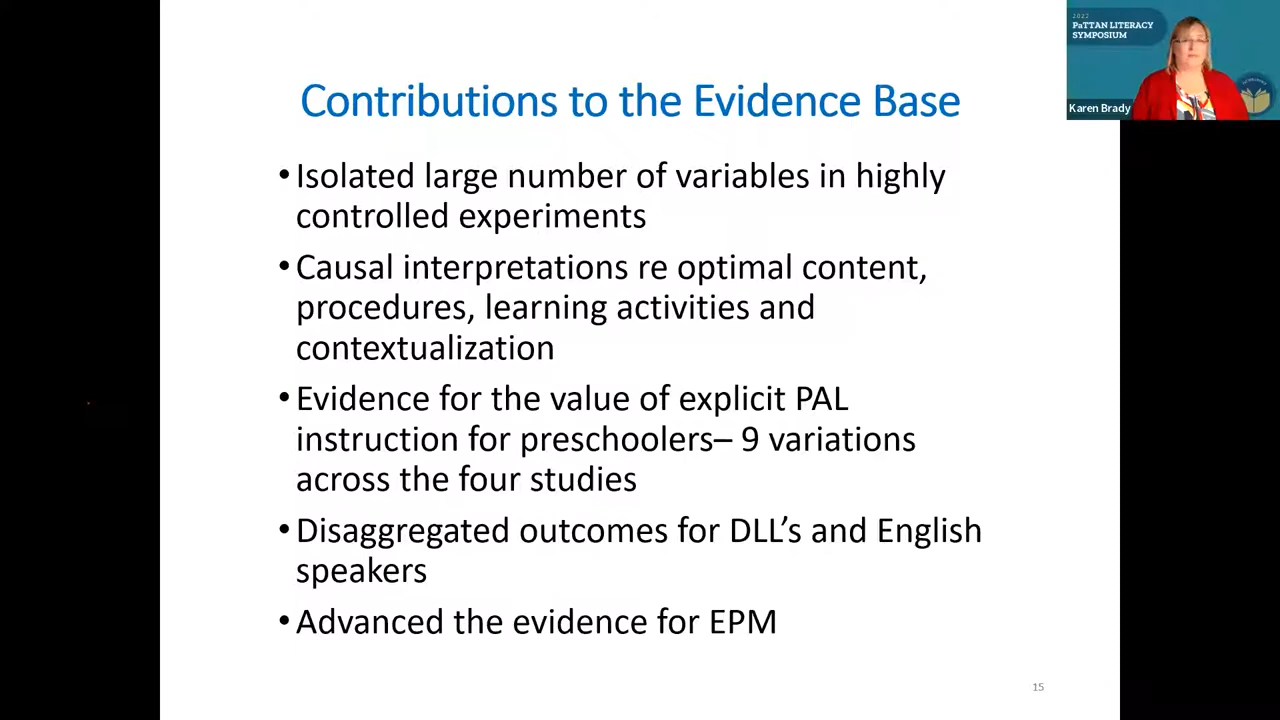 2022
PaTTAN LITERACY
SYMPOSIUM
Karen Brady
Contributions to the Evidence Base
•Isolated large number of variables in highly
controlled experiments
•Causal interpretations re optimal content,
procedures, learning activities and
contextualization
•Evidence for the value of explicit PAL
instruction for preschoolers– 9 variations
across the four studies
•Disaggregated outcomes for DLL’s and English
speakers
•Advanced the evidence for EPM
15